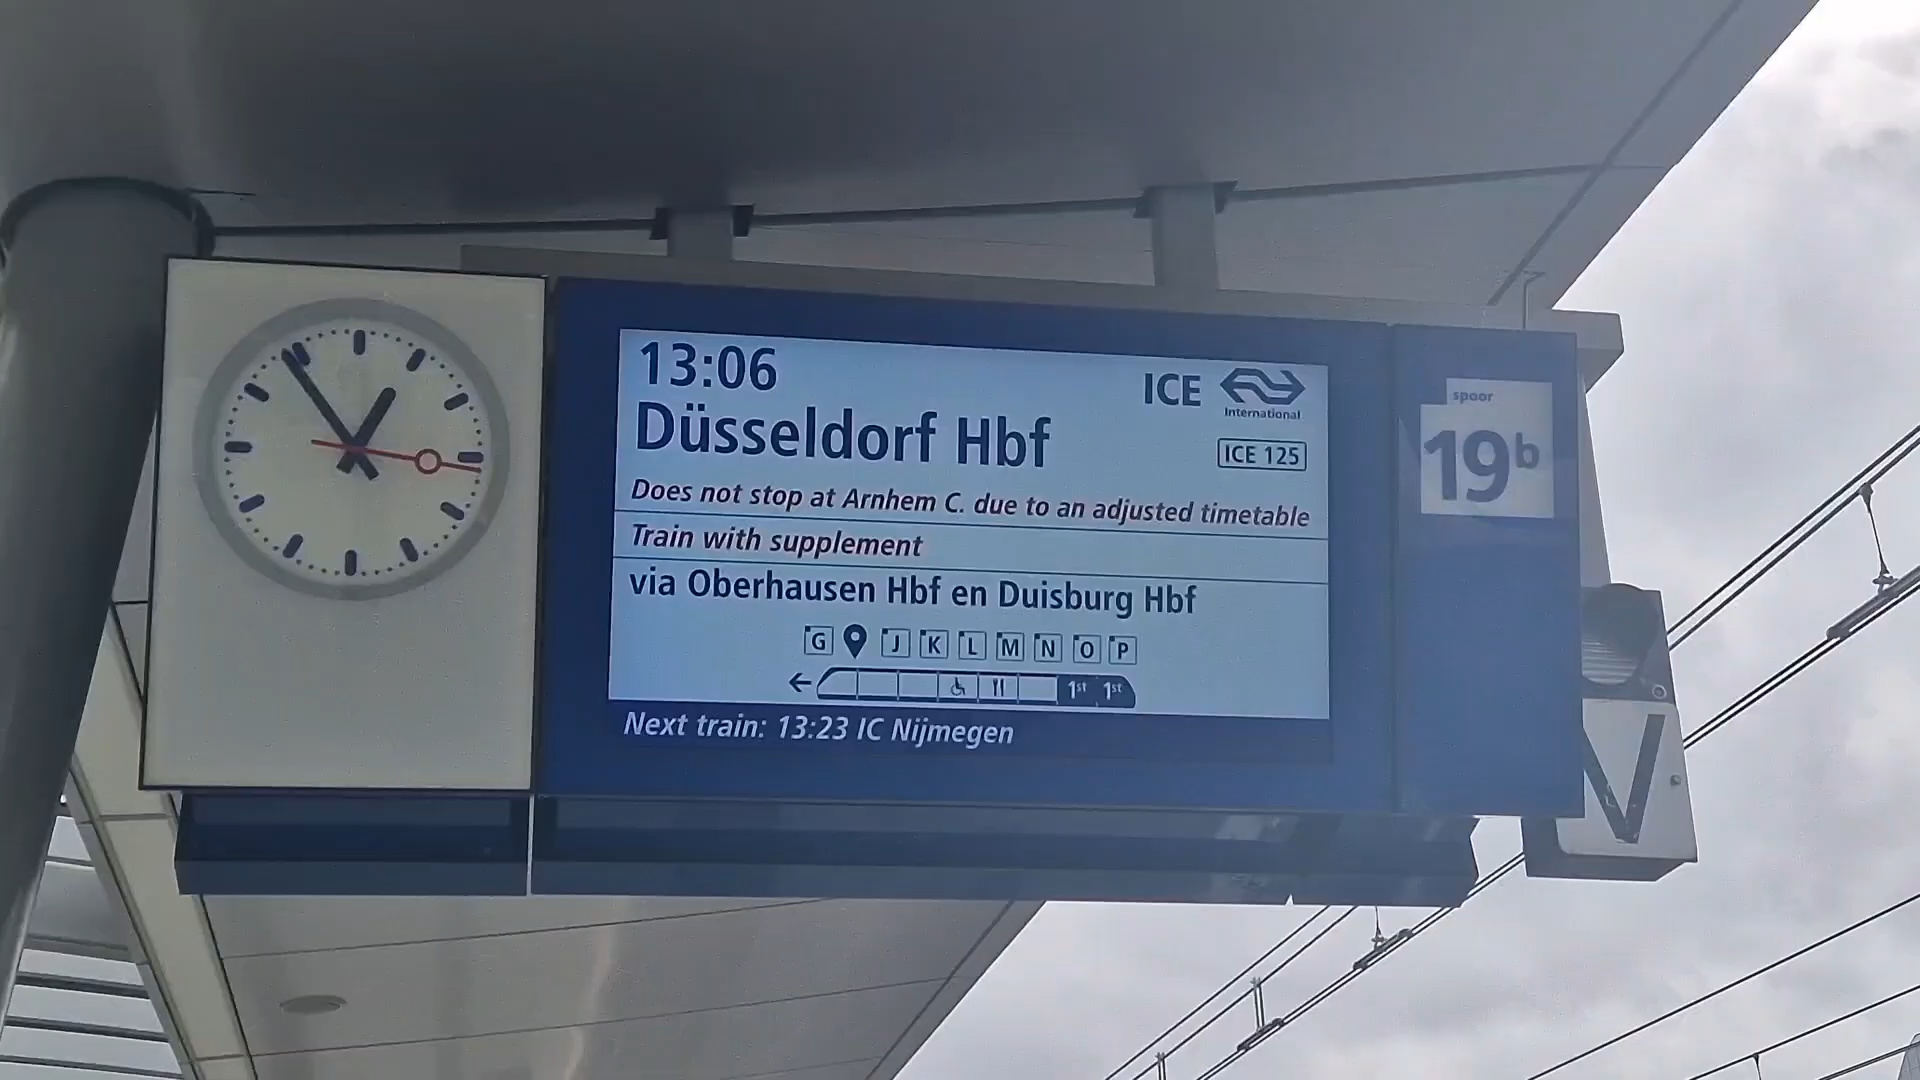 13:06
ICE
International
Düsseldorf Hbf
ICE 125
Does not stop at Arnhem C. due to an adjusted timetable
Train with supplement
via Oberhausen Hbf en Duisburg Hbf
G J K L M N O P
1st 1st
Next train: 13:23 IC Nijmegen
spoor
19b
V